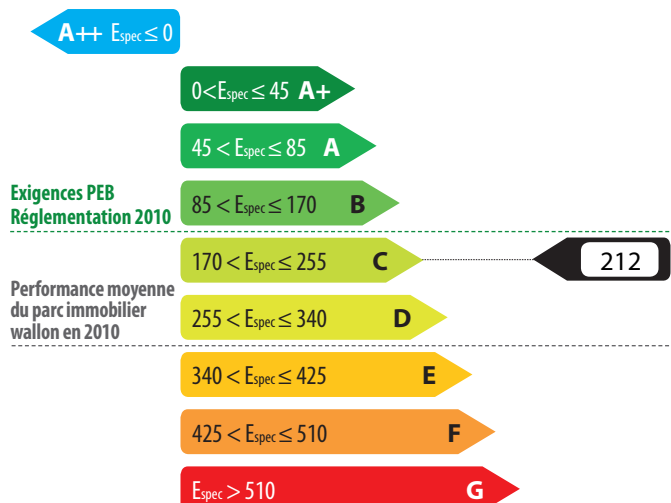 A++ Espec ≤ 0
0<Espec ≤ 45 A+
45 < Espec ≤ 85 A
Exigences PEB
Réglementation 2010
85 < Espec ≤ 170 B
170 < Espec ≤ 255 C
212
Performance moyenne
du parc immobilier
wallon en 2010
255 < Espec ≤ 340 D
340 < Espec ≤ 425 E
425 < Espec ≤ 510 F
Espec > 510 G